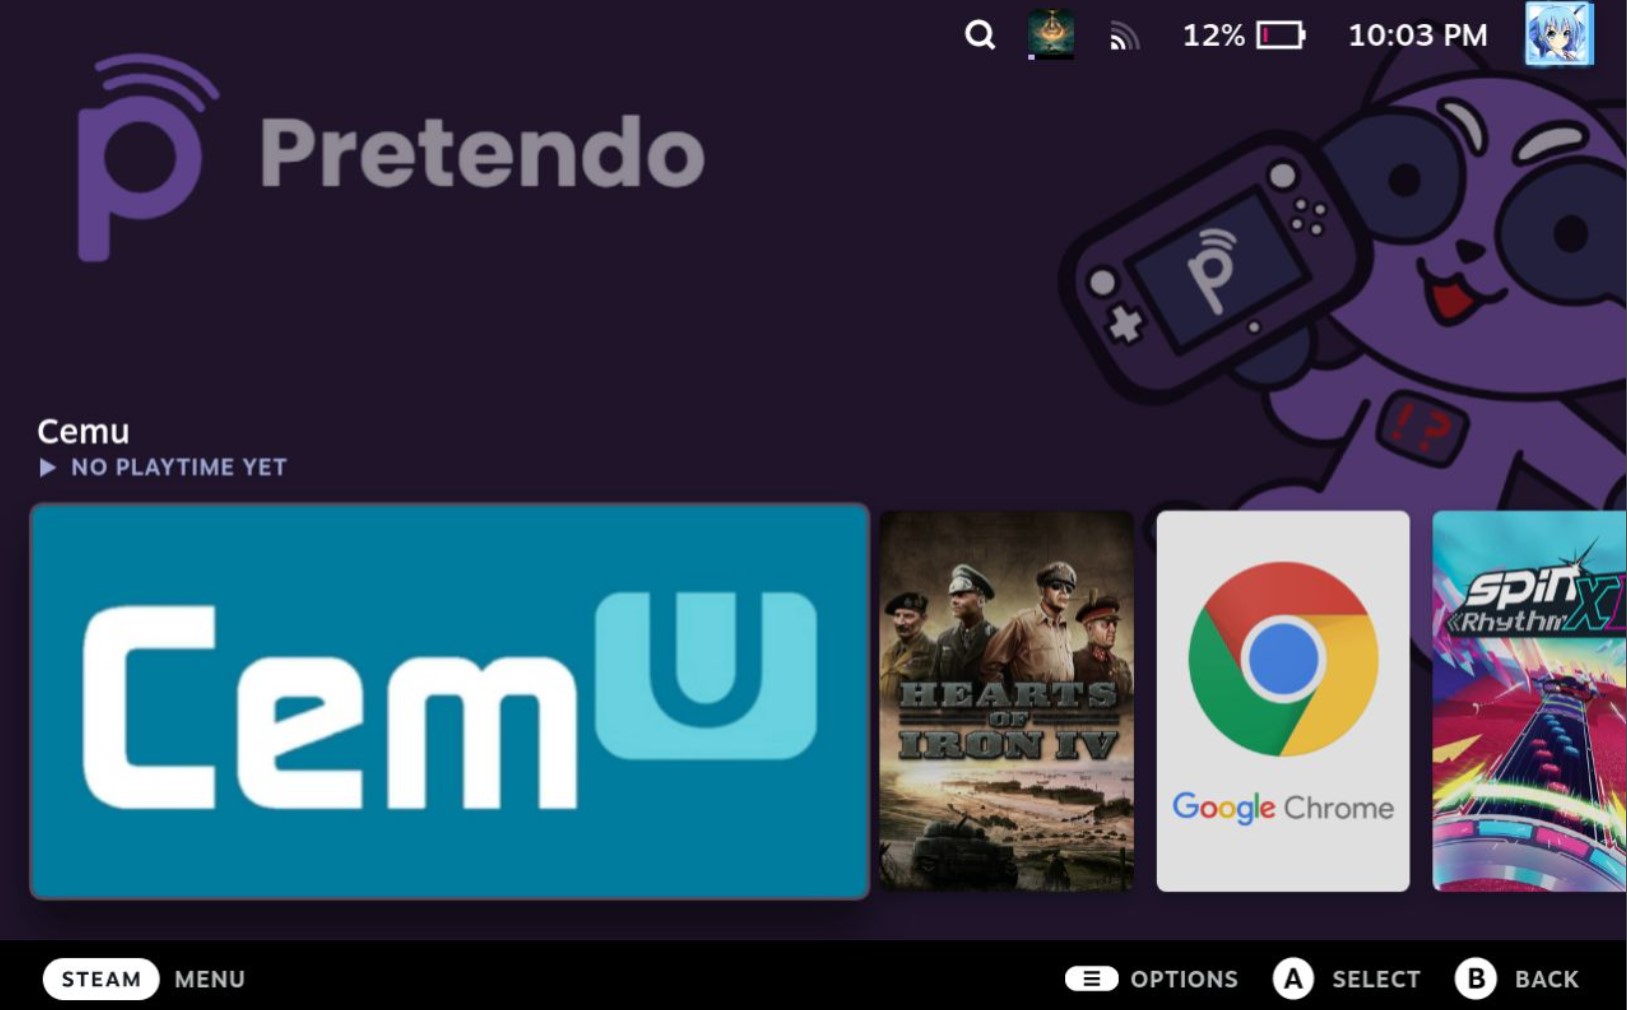 12% 10:03 PM
p Pretendo
p
!?
Cemu
NO PLAYTIME YET
CemU
HEARTS
OF
IRON IV
Google Chrome
SPIN
Rhythm
STEAM MENU
OPTIONS A SELECT B BACK